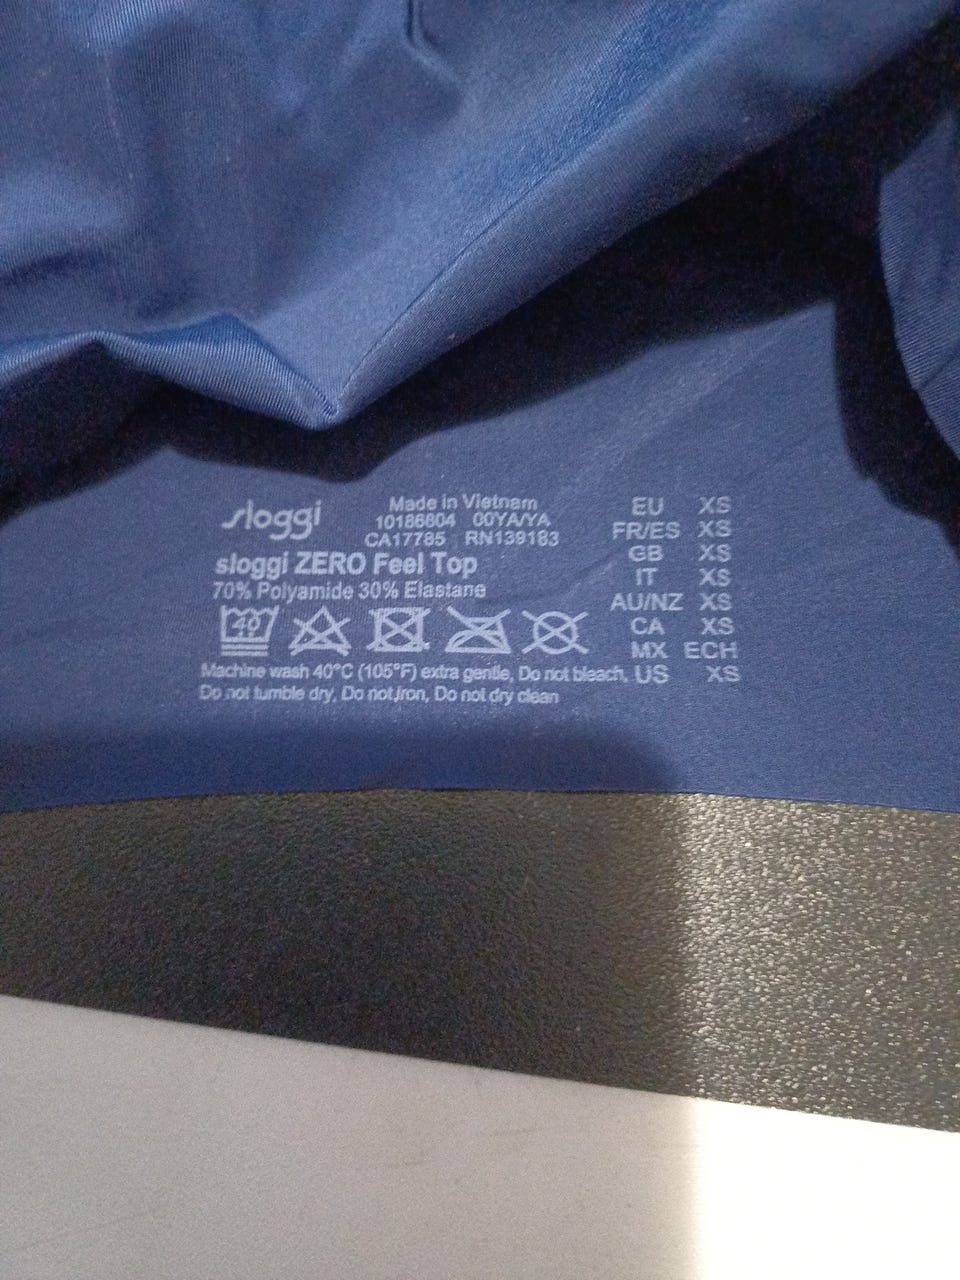 sloggi
Made in Vietnam
10186804 00YA/YA
CA17785 RN139183
sloggi ZERO Feel Top
70% Polyamide 30% Elastane
40
Machine wash 40°C (105°F) extra gentle, Do not bleach,
Do not tumble dry, Do not iron, Do not dry clean
EU XS
FR/ES XS
GB XS
IT XS
AU/NZ XS
CA XS
MX ECH
US XS